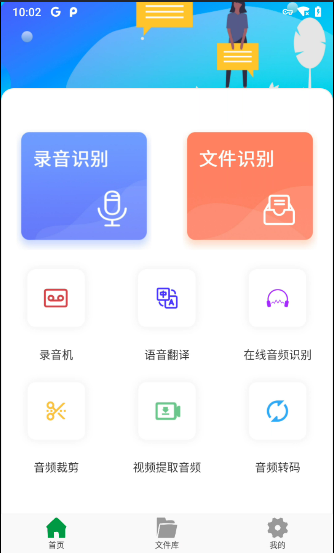 10:02
录音识别
文件识别
录音机
语音翻译
在线音频识别
音频裁剪
视频提取音频
音频转码
首页
文件库
我的